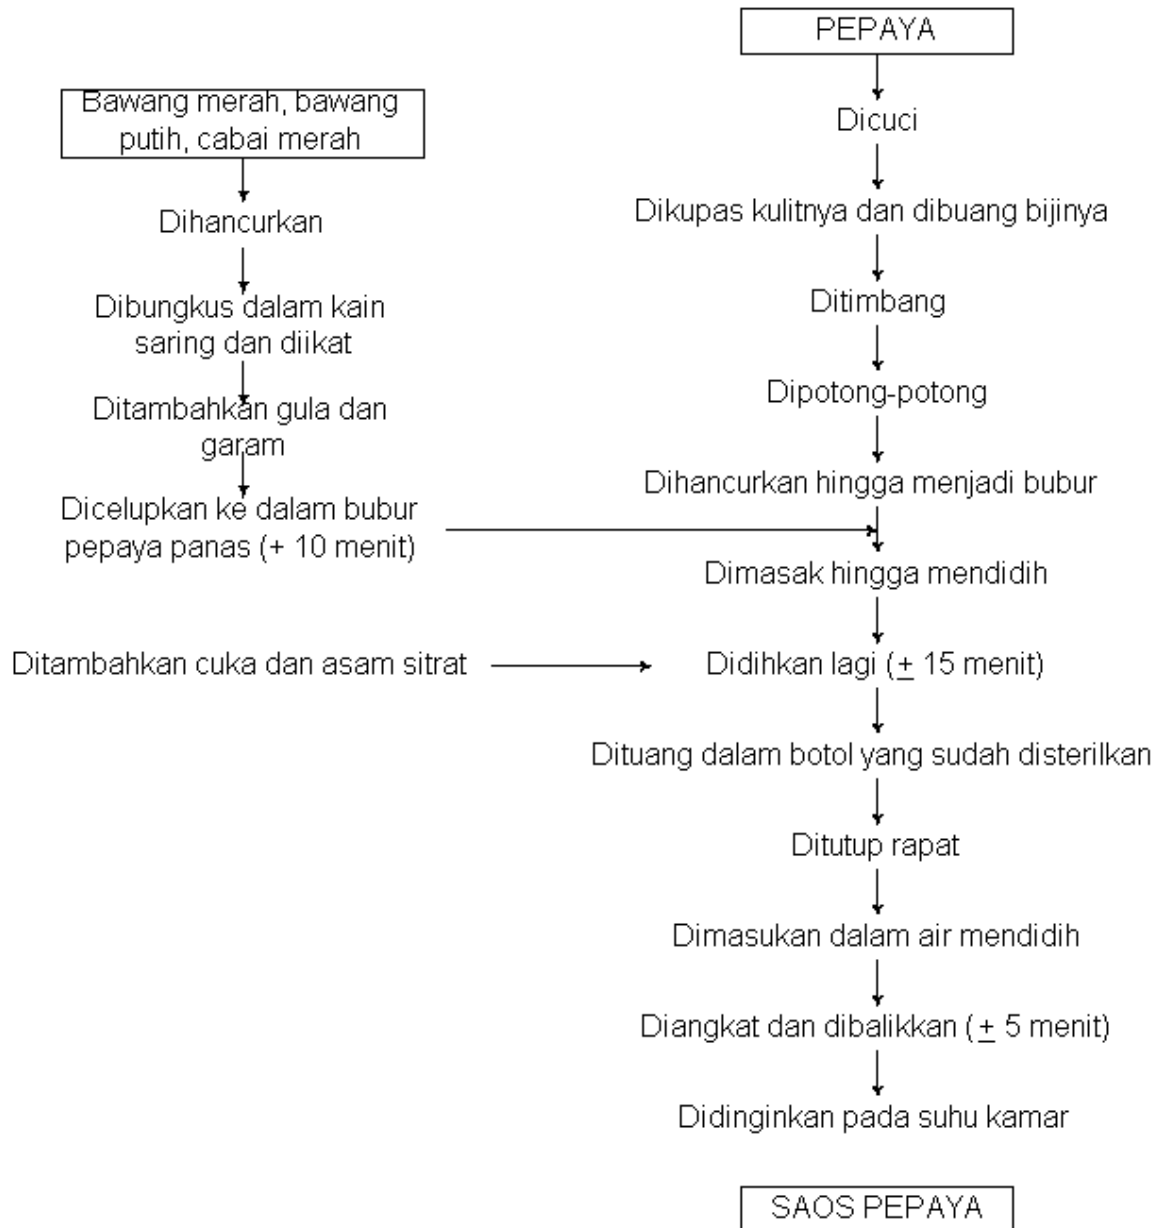 PEPAYA
Dicuci
Dikupas kulitnya dan dibuang bijinya
Ditimbang
Dipotong-potong
Dihancurkan hingga menjadi bubur
Bawang merah, bawang
putih, cabai merah
Dihancurkan
Dibungkus dalam kain
saring dan diikat
Ditambahkan gula dan
garam
Dicelupkan ke dalam bubur
pepaya panas (+ 10 menit)
Dimasak hingga mendidih
Ditambahkan cuka dan asam sitrat
Didihkan lagi (± 15 menit)
Dituang dalam botol yang sudah disterilkan
Ditutup rapat
Dimasukan dalam air mendidih
Diangkat dan dibalikkan (± 5 menit)
Didinginkan pada suhu kamar
SAOS PEPAYA